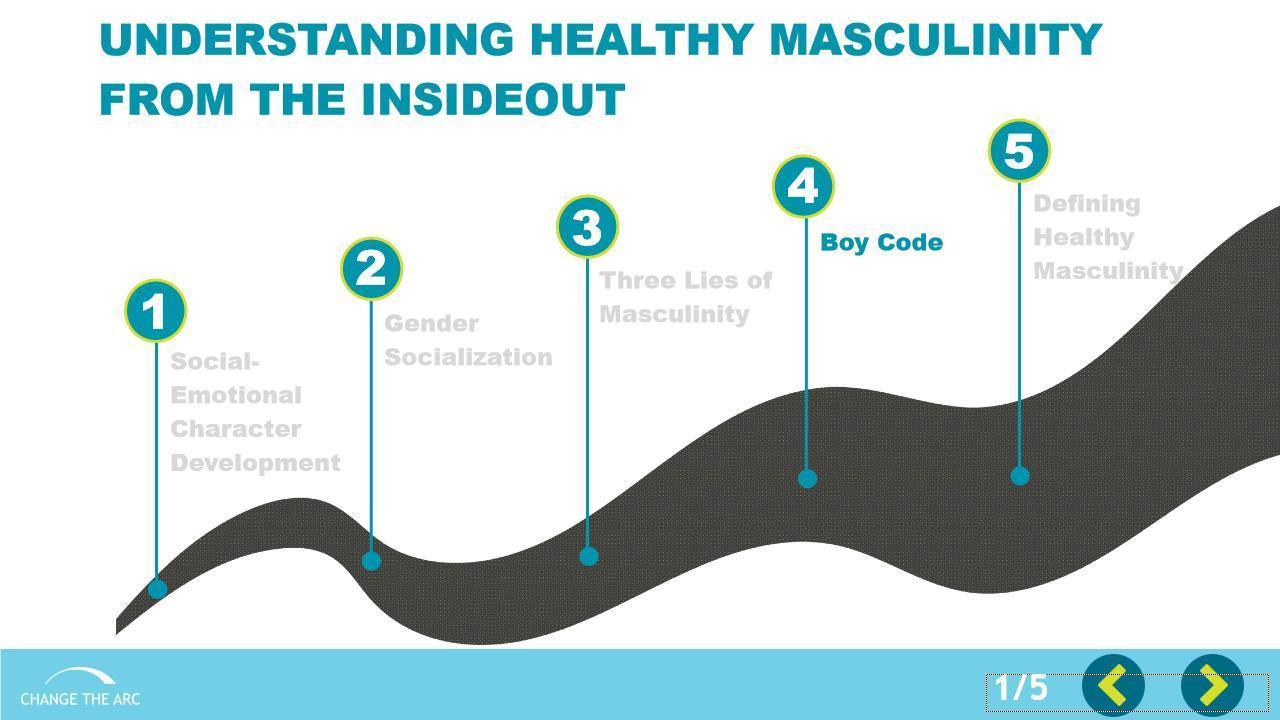 UNDERSTANDING HEALTHY MASCULINITY
FROM THE INSIDEOUT
1
Social-
Emotional
Character
Development
2
Gender
Socialization
3
Three Lies of
Masculinity
4
Boy Code
5
Defining
Healthy
Masculinity
CHANGE THE ARC
1/5